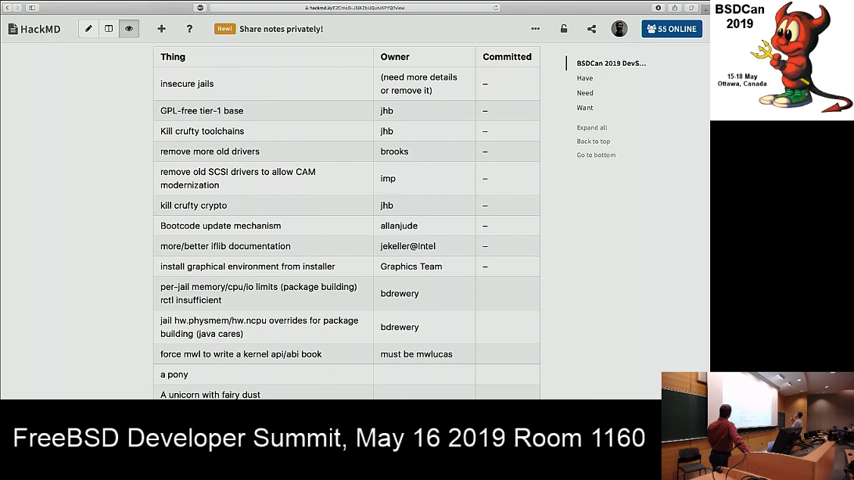 HackMD
New!
Share notes privately!
55 ONLINE
BSDCan
2019
15-18 May
Ottawa, Canada
Thing Owner Committed
insecure jails (need more details or remove it) –
GPL-free tier-1 base jhb –
Kill crufty toolchains jhb –
remove more old drivers brooks –
remove old SCSI drivers to allow CAM
modernization imp –
kill crufty crypto jhb –
Bootcode update mechanism allanjude –
more/better iflib documentation jekeller@Intel –
install graphical environment from installer Graphics Team –
per-jail memory/cpu/io limits (package building)
rctl insufficient bdrewery
jail hw.physmem/hw.ncpu overrides for package
building (java cares) bdrewery
force mwl to write a kernel api/abi book must be mwlucas
a pony
A unicorn with fairy dust
BSDCan 2019 DevS...
Have
Need
Want
Expand all
Back to top
Go to bottom
FreeBSD Developer Summit, May 16 2019 Room 1160